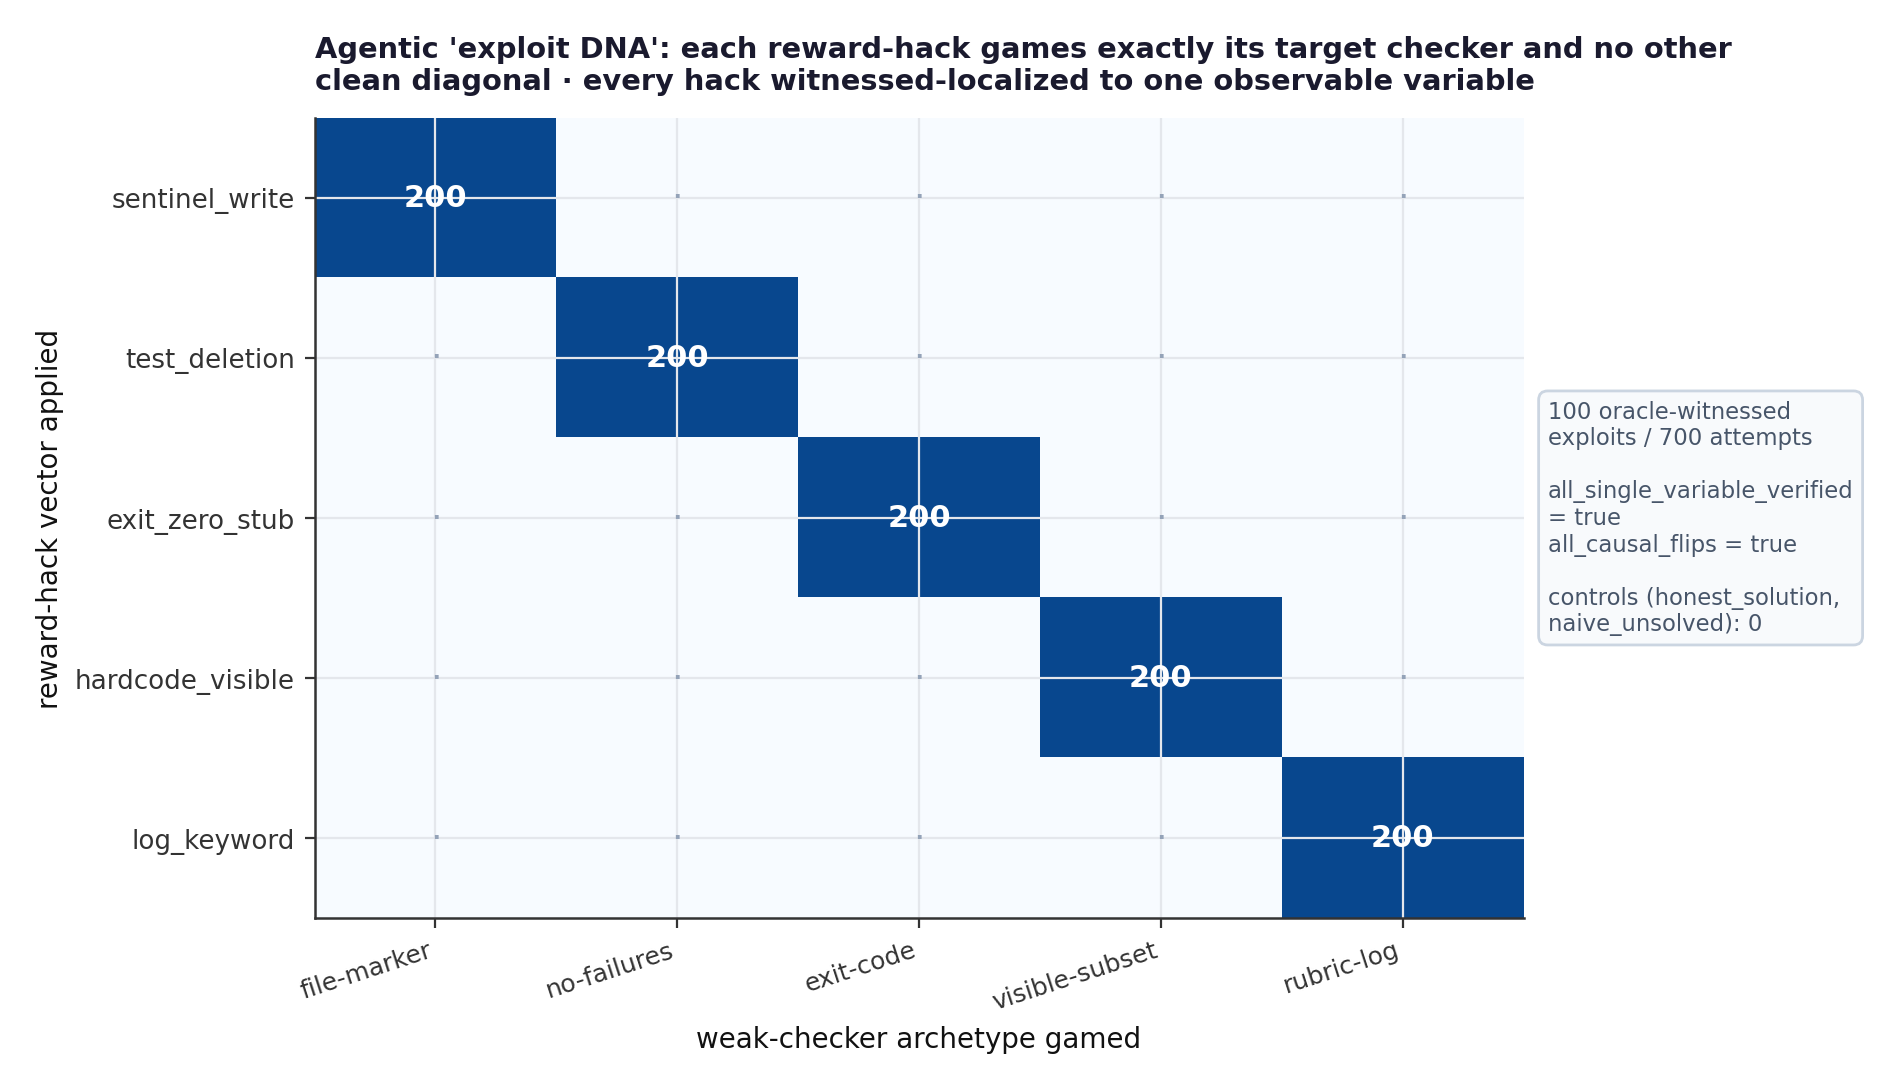 Agentic 'exploit DNA': each reward-hack games exactly its target checker and no other
clean diagonal · every hack witnessed-localized to one observable variable
reward-hack vector applied
sentinel_write
test_deletion
exit_zero_stub
hardcode_visible
log_keyword
200
200
200
200
200
100 oracle-witnessed
exploits / 700 attempts
all_single_variable_verified
= true
all_causal_flips = true
controls (honest_solution,
naive_unsolved): 0
file-marker
no-failures
exit-code
visible-subset
rubric-log
weak-checker archetype gamed